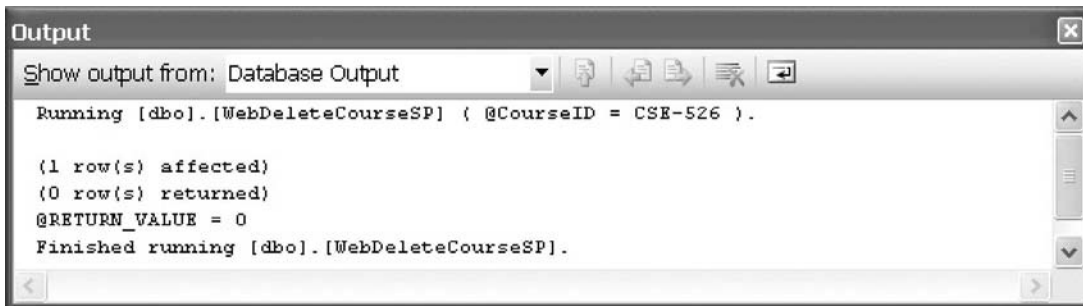 Output
Show output from: Database Output
Running [dbo].[WebDeleteCourseSP] ( @CourseID = CSE-526 ).
(1 row(s) affected)
(0 row(s) returned)
@RETURN_VALUE = 0
Finished running [dbo].[WebDeleteCourseSP].